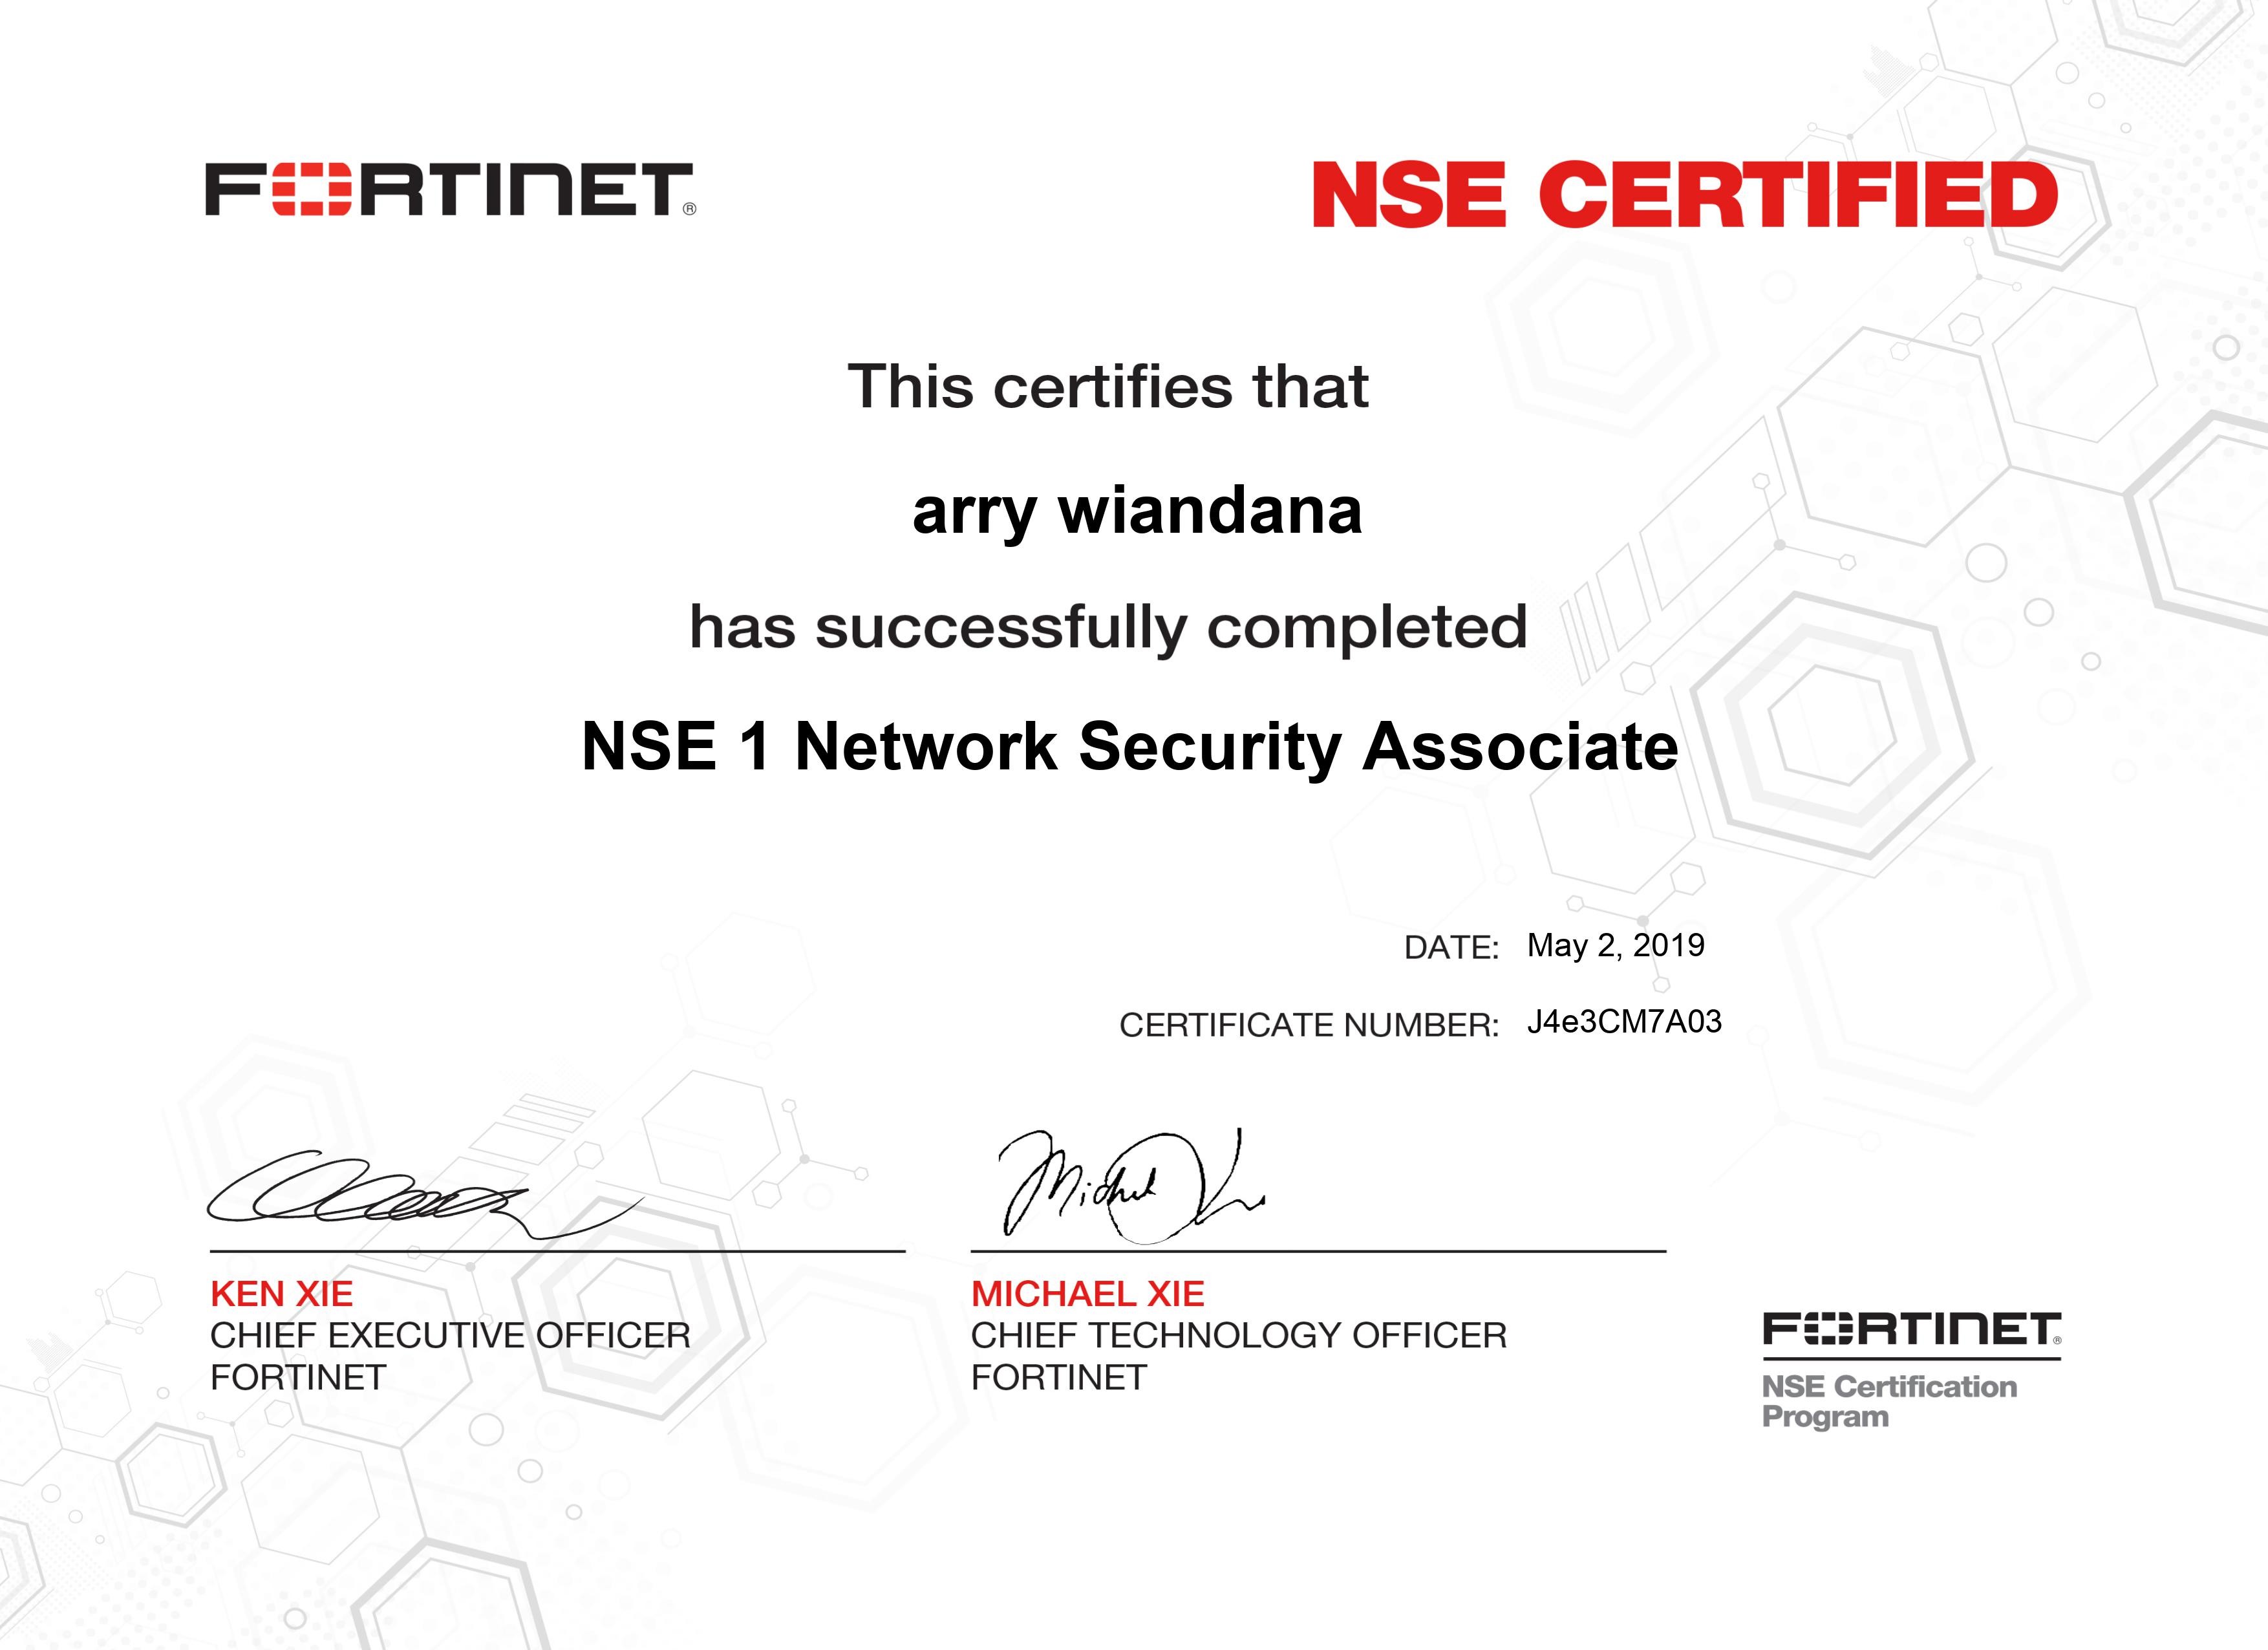 FORTINET®
NSE CERTIFIED
This certifies that
arry wiandana
has successfully completed
NSE 1 Network Security Associate
DATE: May 2, 2019
CERTIFICATE NUMBER: J4e3CM7A03
Michael X
KEN XIE
CHIEF EXECUTIVE OFFICER
FORTINET
MICHAEL XIE
CHIEF TECHNOLOGY OFFICER
FORTINET
FORTINET®
NSE Certification
Program